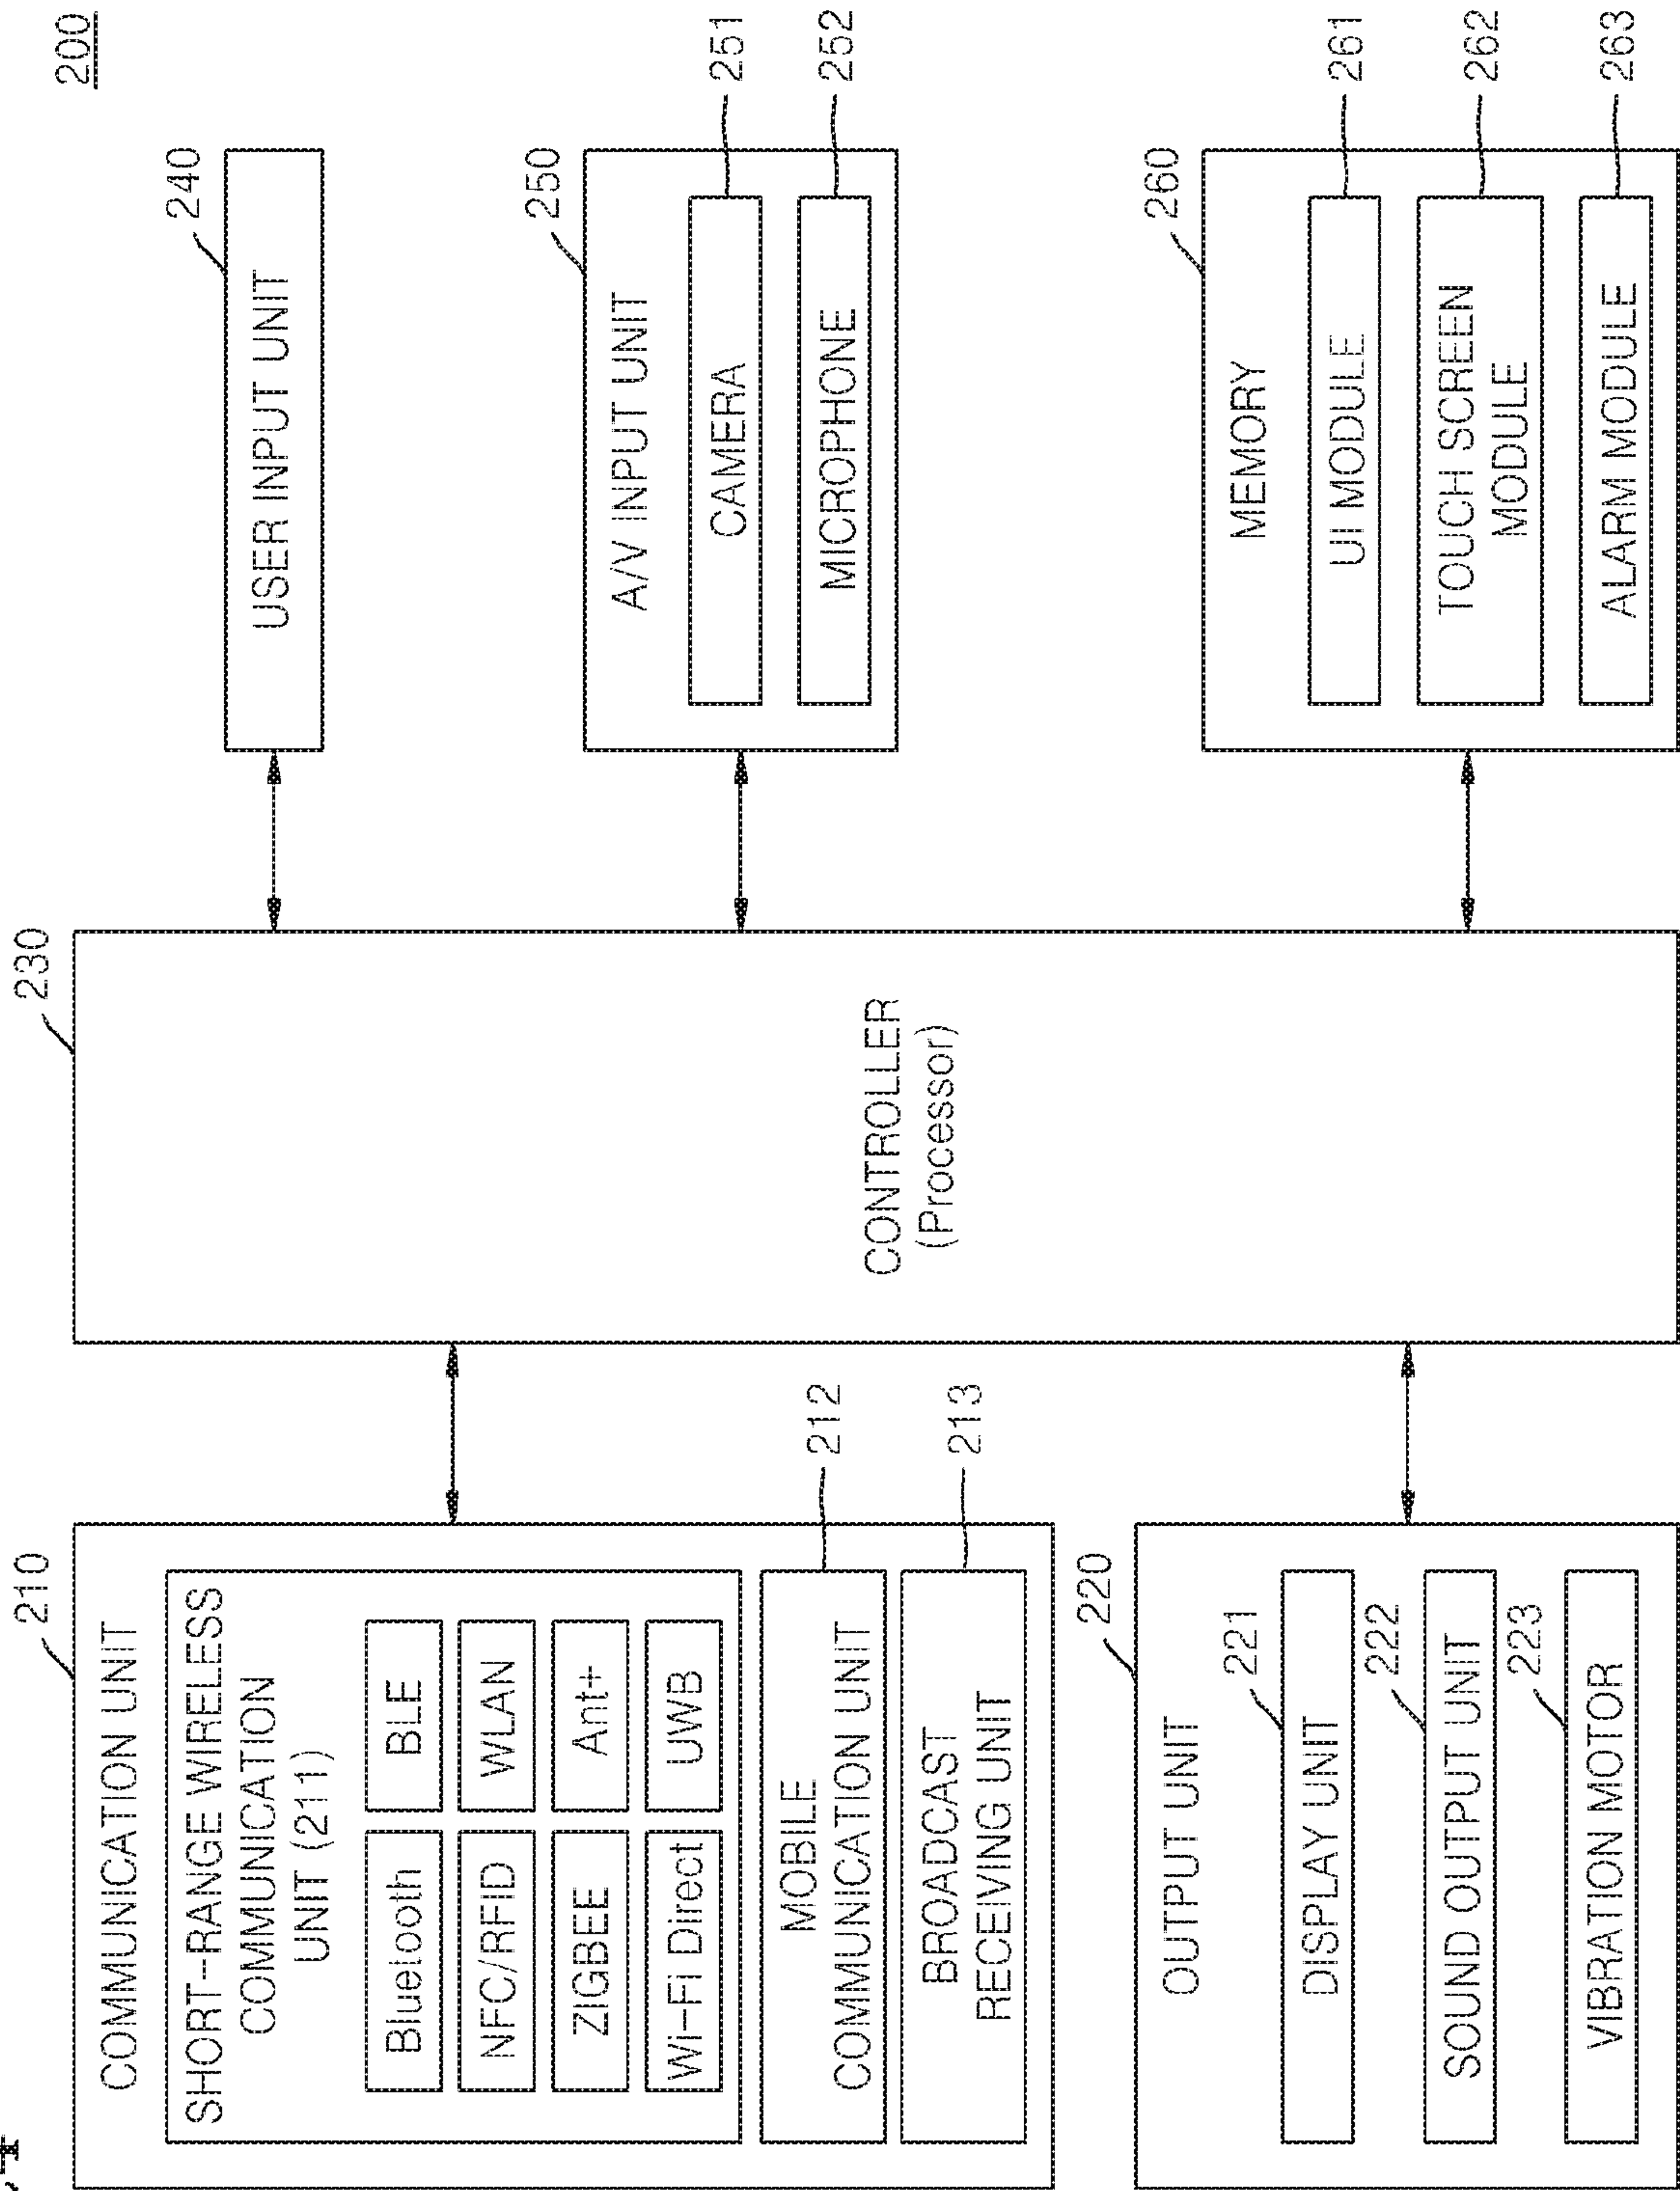 200
210
COMMUNICATION UNIT
SHORT-RANGE WIRELESS
COMMUNICATION
UNIT (211)
Bluetooth
BLE
NFC/RFID
WLAN
ZIGBEE
Ant+
Wi-Fi Direct
UWB
MOBILE
COMMUNICATION UNIT
212
BROADCAST
RECEIVING UNIT
213
220
OUTPUT UNIT
221
DISPLAY UNIT
222
SOUND OUTPUT UNIT
223
VIBRATION MOTOR
230
CONTROLLER
(Processor)
240
USER INPUT UNIT
250
A/V INPUT UNIT
CAMERA
251
MICROPHONE
252
260
MEMORY
UI MODULE
261
TOUCH SCREEN
MODULE
262
ALARM MODULE
263